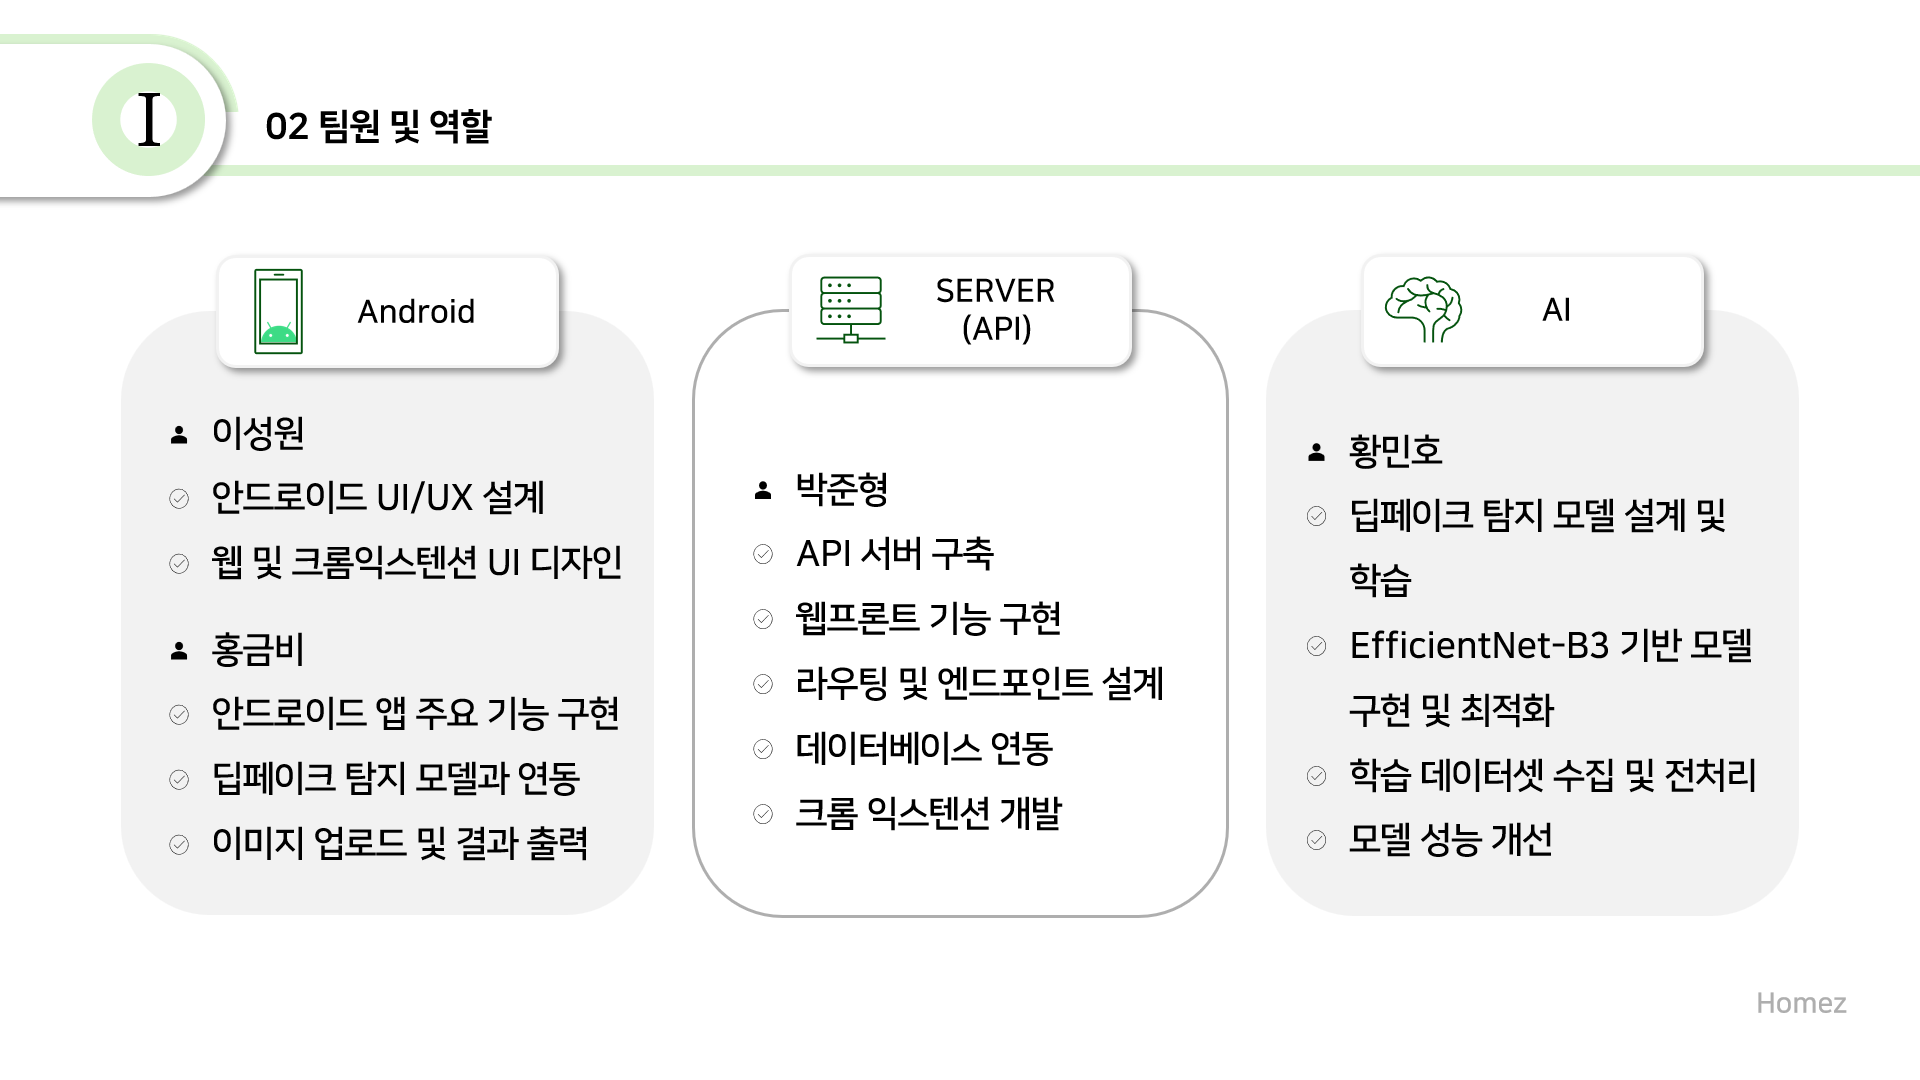 I
02 팀원 및 역할
Android
이성원
안드로이드 UI/UX 설계
웹 및 크롬익스텐션 UI 디자인
홍금비
안드로이드 앱 주요 기능 구현
딥페이크 탐지 모델과 연동
이미지 업로드 및 결과 출력
SERVER
(API)
박준형
API 서버 구축
웹프론트 기능 구현
라우팅 및 엔드포인트 설계
데이터베이스 연동
크롬 익스텐션 개발
AI
황민호
딥페이크 탐지 모델 설계 및
학습
EfficientNet-B3 기반 모델
구현 및 최적화
학습 데이터셋 수집 및 전처리
모델 성능 개선
Homez